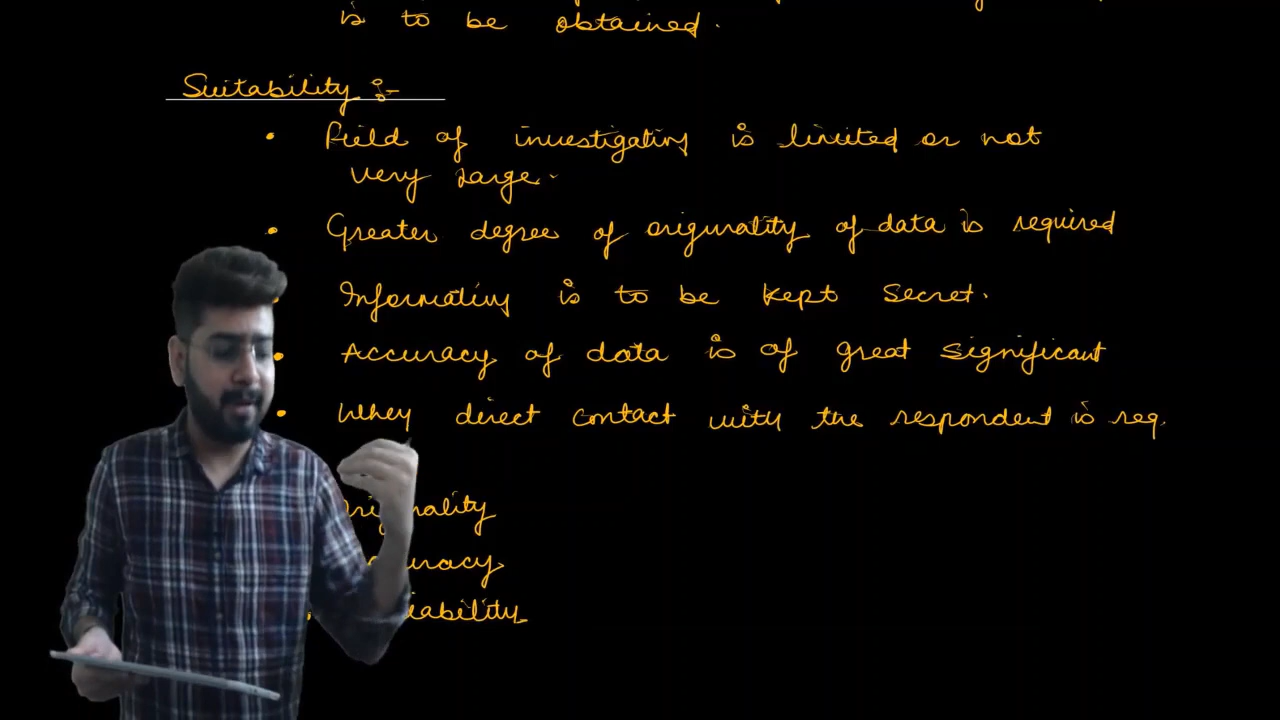 is to be obtained.
Suitability :-
• Field of investigation is limited or not
very large.
• Greater degree of originality of data is required
Information is to be kept secret.
• Accuracy of data is of great significant
• When direct contact with the respondent is req.